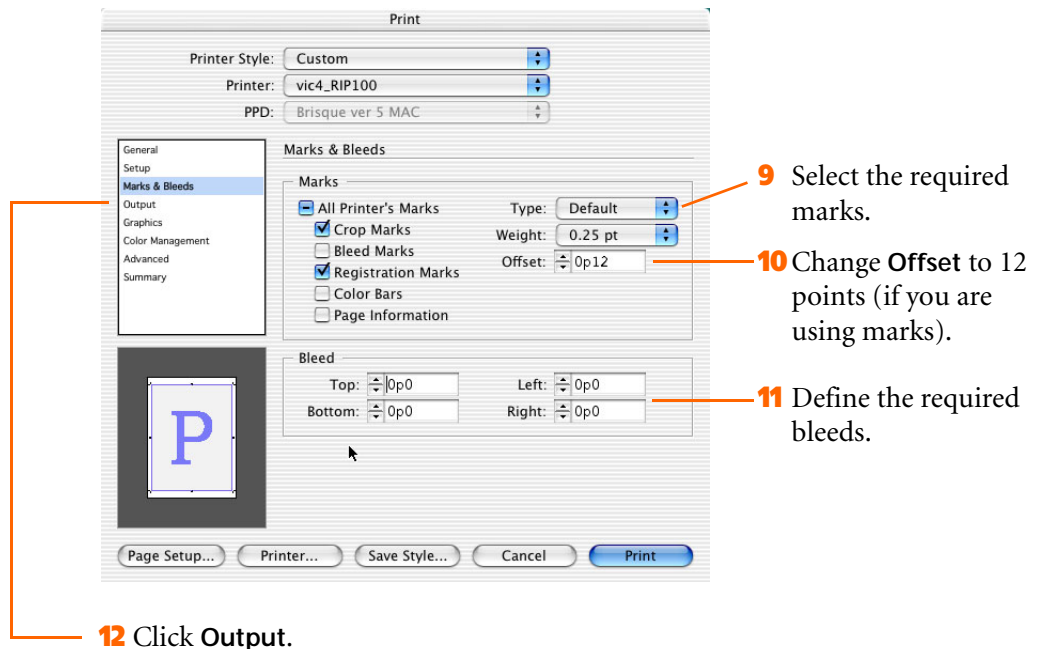 Print
Printer Style: Custom
Printer: vic4_RIP100
PPD: Brisque ver 5 MAC
General
Setup
Marks & Bleeds
Output
Graphics
Color Management
Advanced
Summary
Marks & Bleeds
Marks
All Printer's Marks
Crop Marks
Bleed Marks
Registration Marks
Color Bars
Page Information
Type: Default
Weight: 0.25 pt
Offset: 0p12
Bleed
Top: 0p0
Left: 0p0
Bottom: 0p0
Right: 0p0
P
Page Setup...
Printer...
Save Style...
Cancel
Print
9 Select the required
marks.
10 Change Offset to 12
points (if you are
using marks).
11 Define the required
bleeds.
12 Click Output.